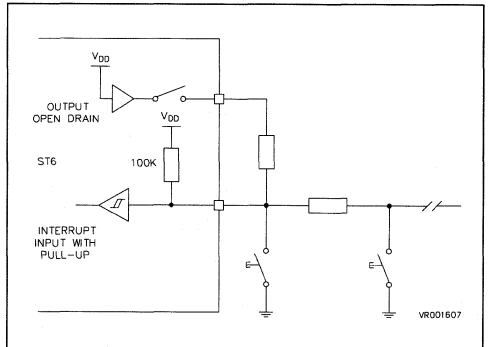 VDD
OUTPUT
OPEN DRAIN
VDD
ST6
100K
INTERRUPT
INPUT WITH
PULL-UP
VR001607